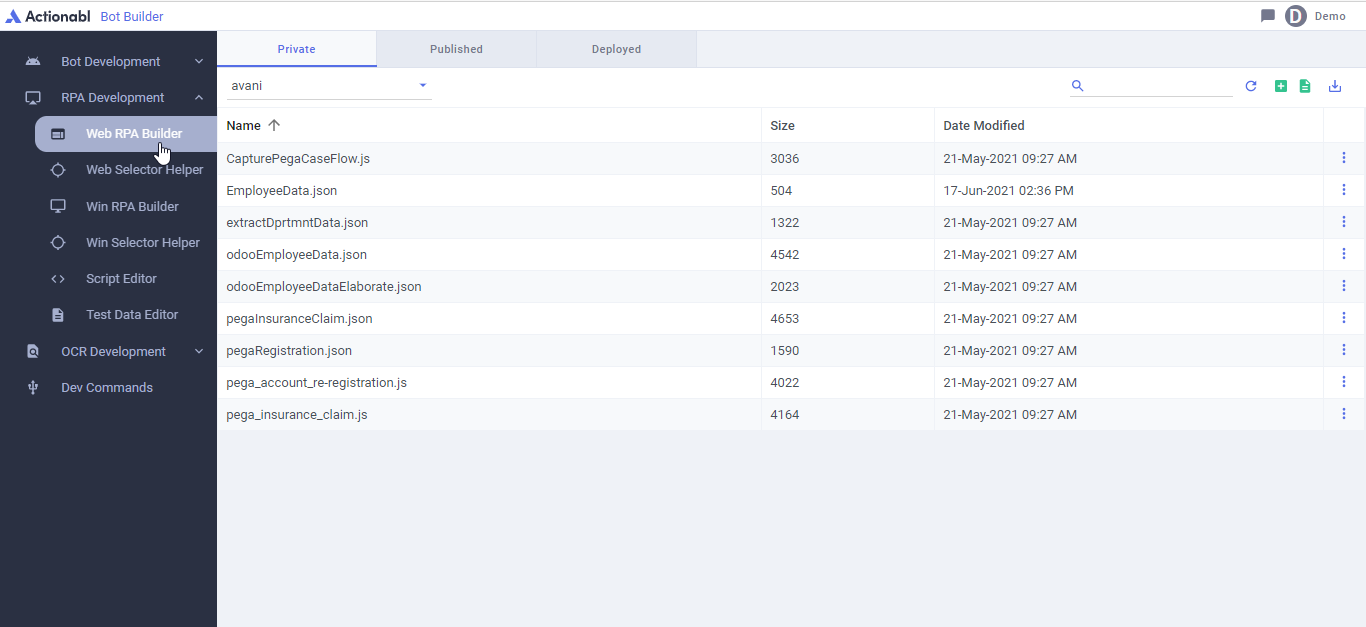 Actionabl Bot Builder
D Demo
Bot Development
RPA Development
Web RPA Builder
Web Selector Helper
Win RPA Builder
Win Selector Helper
Script Editor
Test Data Editor
OCR Development
Dev Commands
Private Published Deployed
avani
Name Size Date Modified
CapturePegaCaseFlow.js 3036 21-May-2021 09:27 AM
EmployeeData.json 504 17-Jun-2021 02:36 PM
extractDprtmntData.json 1322 21-May-2021 09:27 AM
odooEmployeeData.json 4542 21-May-2021 09:27 AM
odooEmployeeDataElaborate.json 2023 21-May-2021 09:27 AM
pegaInsuranceClaim.json 4653 21-May-2021 09:27 AM
pegaRegistration.json 1590 21-May-2021 09:27 AM
pega_account_re-registration.js 4022 21-May-2021 09:27 AM
pega_insurance_claim.js 4164 21-May-2021 09:27 AM